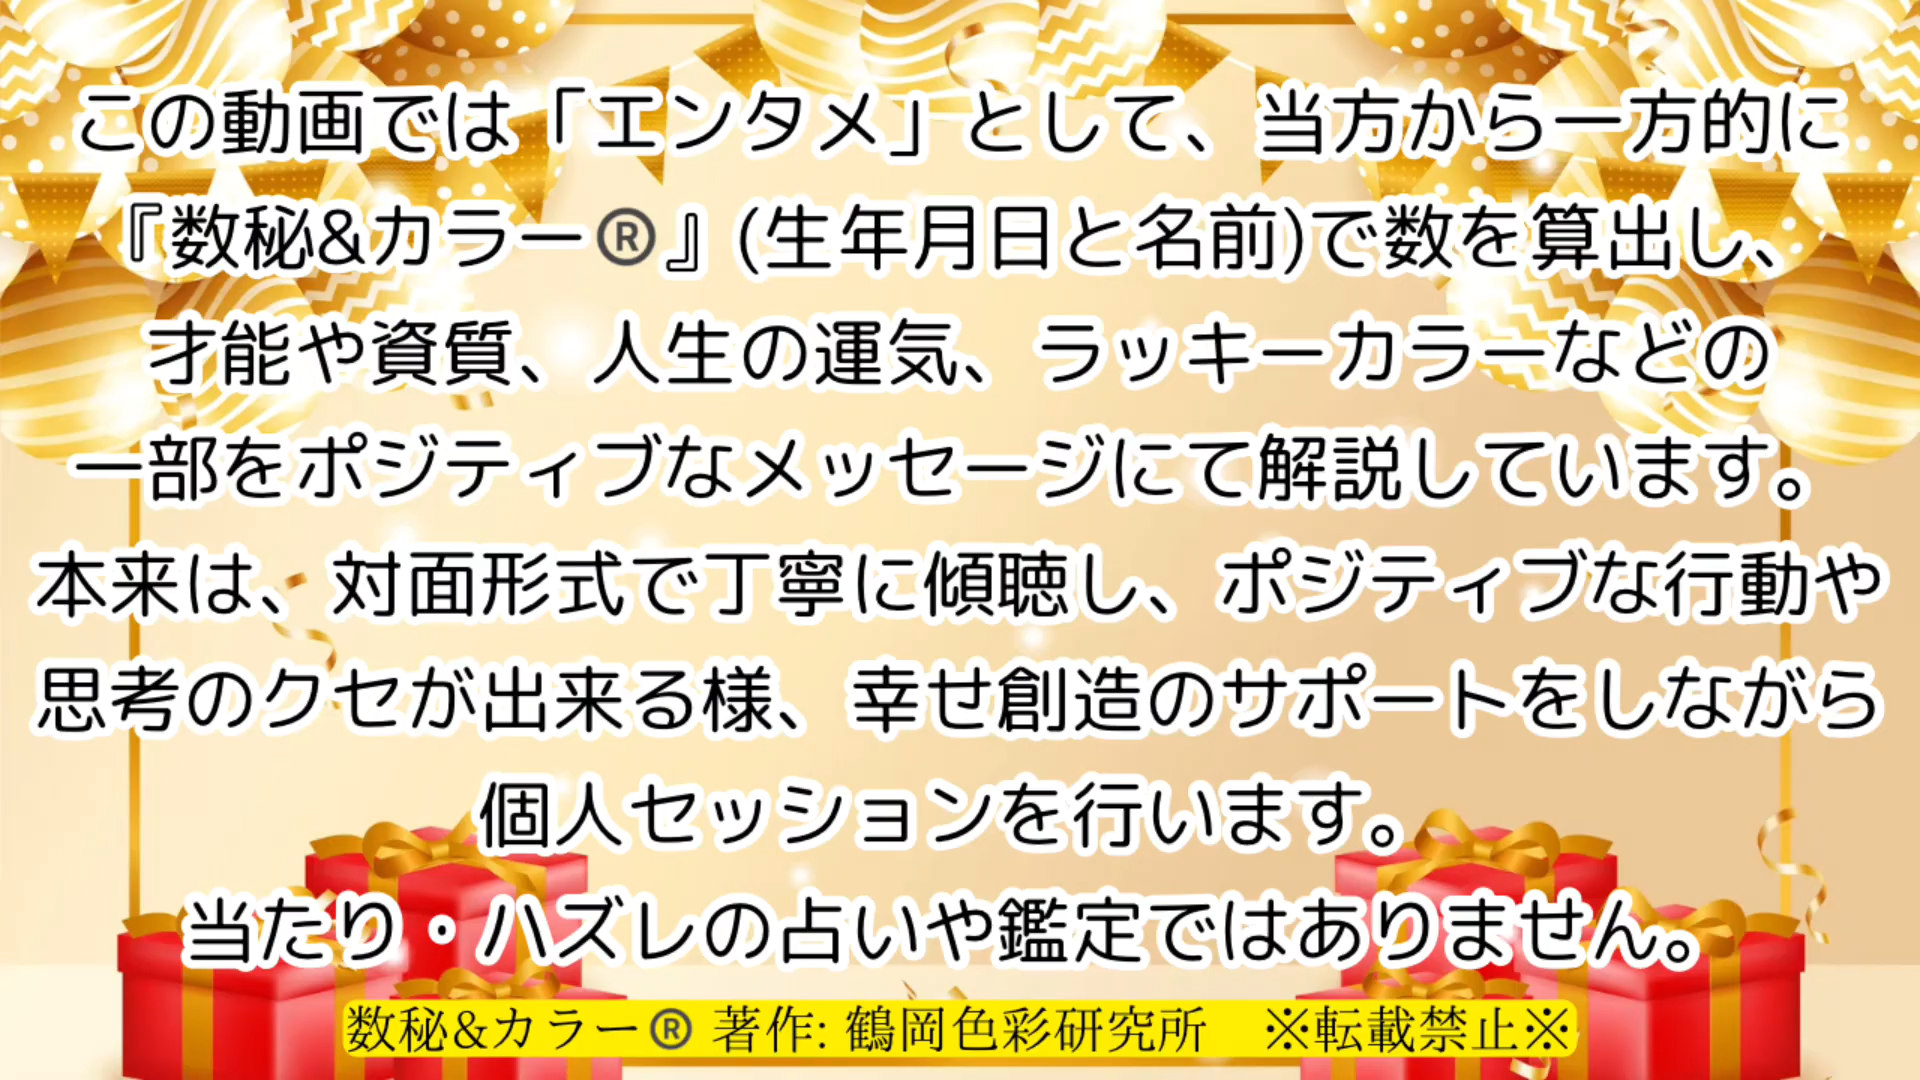 この動画では「エンタメ」として、当方から一方的に
『数秘&カラー®』(生年月日と名前)で数を算出し、
才能や資質、人生の運気、ラッキーカラーなどの
一部をポジティブなメッセージにて解説しています。
本来は、対面形式で丁寧に傾聴し、ポジティブな行動や
思考のクセが出来る様、幸せ創造のサポートをしながら
個人セッションを行います。
当たり・ハズレの占いや鑑定ではありません。
数秘&カラー® 著作: 鶴岡色彩研究所　※転載禁止※